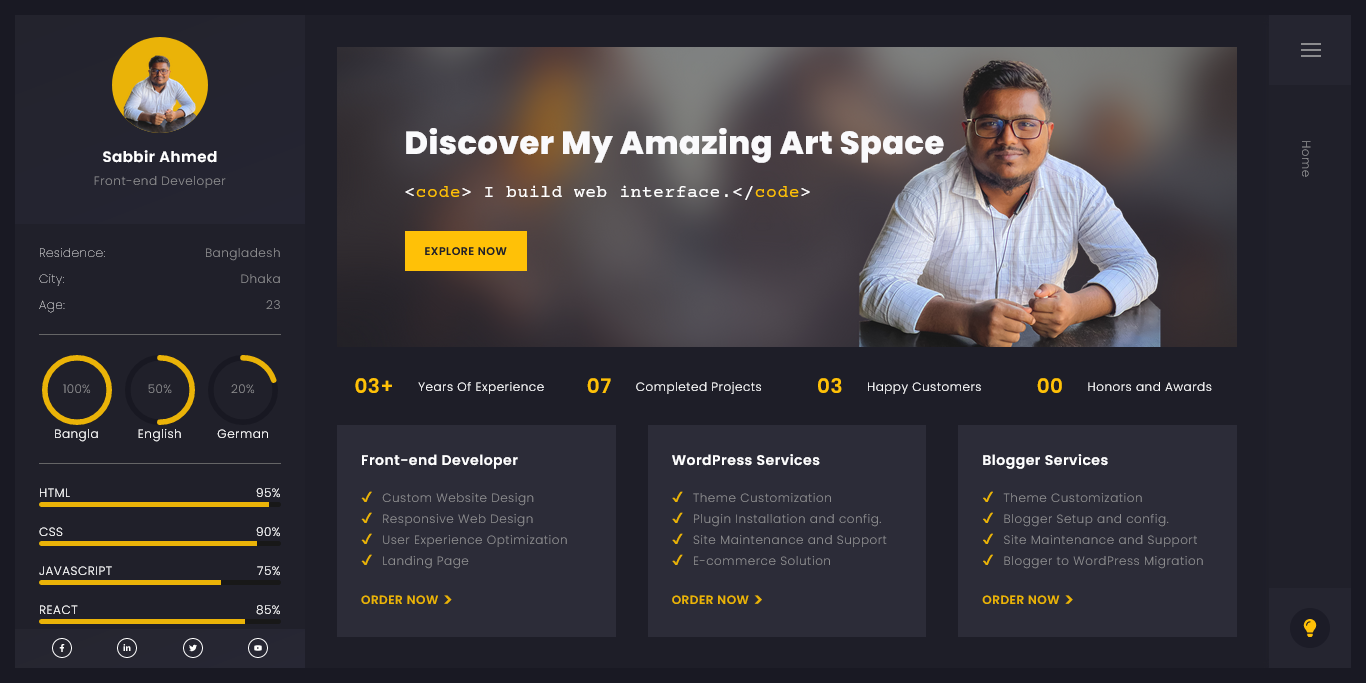 Sabbir Ahmed
Front-end Developer
Residence: Bangladesh
City: Dhaka
Age: 23
100% 50% 20%
Bangla English German
HTML 95%
CSS 90%
JAVASCRIPT 75%
REACT 85%
Discover My Amazing Art Space
<code> I build web interface.</code>
EXPLORE NOW
03+ Years Of Experience 07 Completed Projects 03 Happy Customers 00 Honors and Awards
Front-end Developer
Custom Website Design
Responsive Web Design
User Experience Optimization
Landing Page
ORDER NOW
WordPress Services
Theme Customization
Plugin Installation and config.
Site Maintenance and Support
E-commerce Solution
ORDER NOW
Blogger Services
Theme Customization
Blogger Setup and config.
Site Maintenance and Support
Blogger to WordPress Migration
ORDER NOW
Home